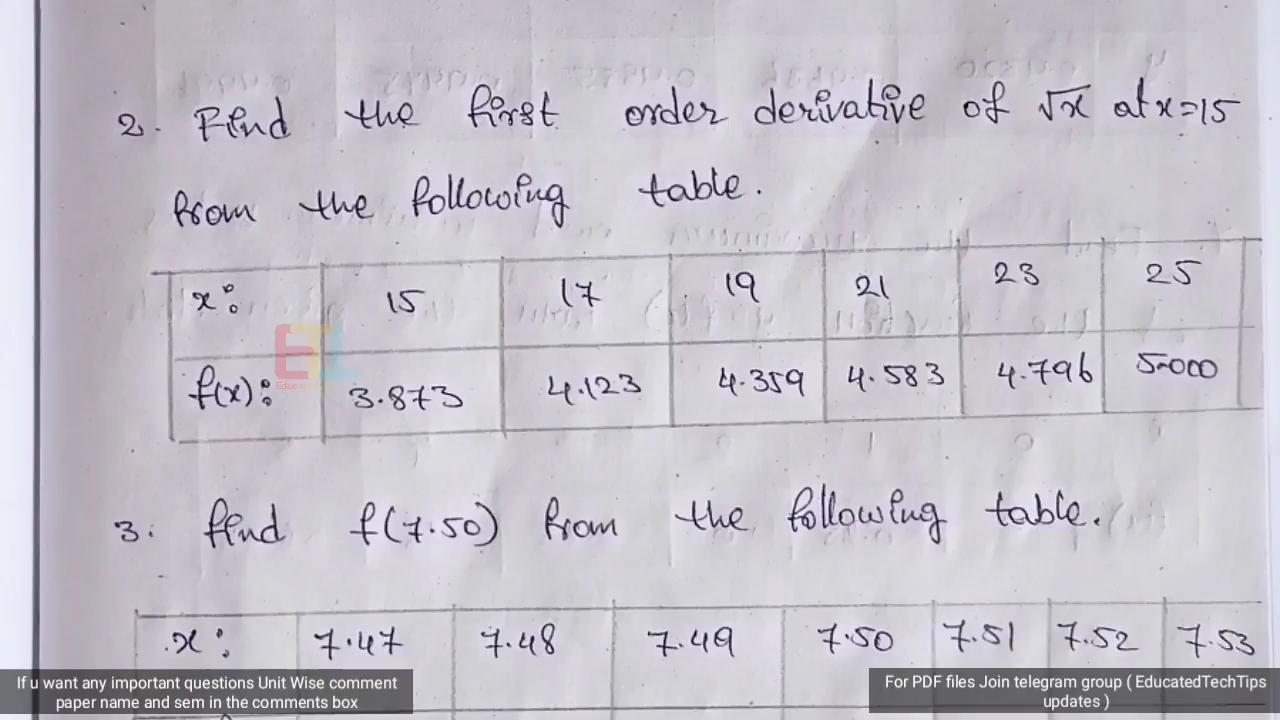 2. Find the first order derivative of √x at x=15
from the following table.
x: 15 17 19 21 23 25
f(x): 3.873 4.123 4.359 4.583 4.796 5.000
3. find f(7.50) from the following table.
x: 7.47 7.48 7.49 7.50 7.51 7.52 7.53
If u want any important questions Unit Wise comment
paper name and sem in the comments box
For PDF files Join telegram group ( EducatedTechTips
updates )